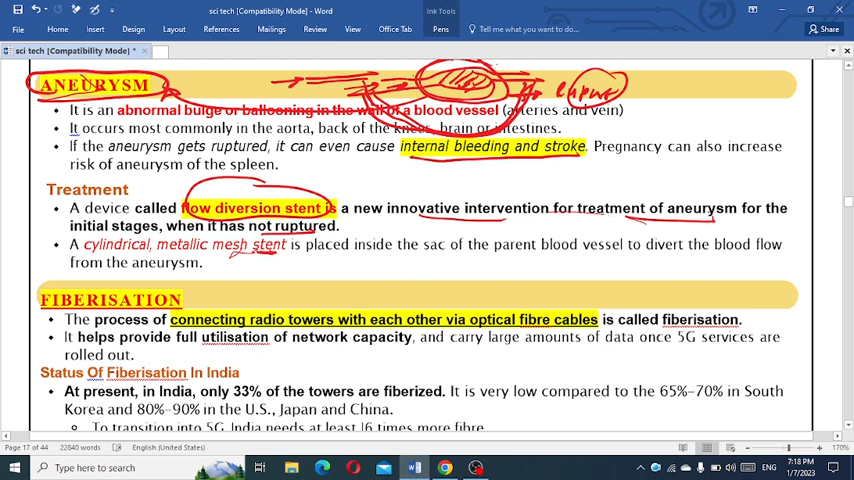 sci tech [Compatibility Mode] - Word
Ink Tools
File
Home
Insert
Design
Layout
References
Mailings
Review
View
Office Tab
Pens
Tell me what you want to do...
Share
sci tech [Compatibility Mode] *
ANEURYSM
It is an abnormal bulge or ballooning in the wall of a blood vessel (arteries and vein)
It occurs most commonly in the aorta, back of the knees, brain or intestines.
If the aneurysm gets ruptured, it can even cause internal bleeding and stroke. Pregnancy can also increase
risk of aneurysm of the spleen.
Treatment
A device called flow diversion stent is a new innovative intervention for treatment of aneurysm for the
initial stages, when it has not ruptured.
A cylindrical, metallic mesh stent is placed inside the sac of the parent blood vessel to divert the blood flow
from the aneurysm.
FIBERISATION
The process of connecting radio towers with each other via optical fibre cables is called fiberisation.
It helps provide full utilisation of network capacity, and carry large amounts of data once 5G services are
rolled out.
Status Of Fiberisation In India
At present, in India, only 33% of the towers are fiberized. It is very low compared to the 65%-70% in South
Korea and 80%-90% in the U.S., Japan and China.
To transition into 5G, India needs at least 16 times more fibre
Page 17 of 44
22840 words
English (United States)
170%
Type here to search
ENG
7:18 PM
1/7/2023